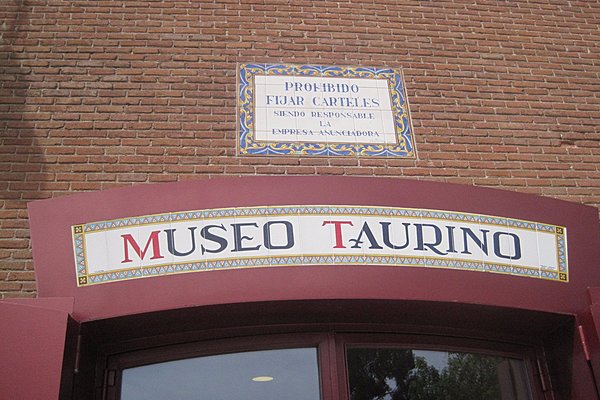 PROHIBIDO
FIJAR CARTELES
SIENDO RESPONSABLE
LA
EMPRESA ANUNCIADORA
MUSEO TAURINO